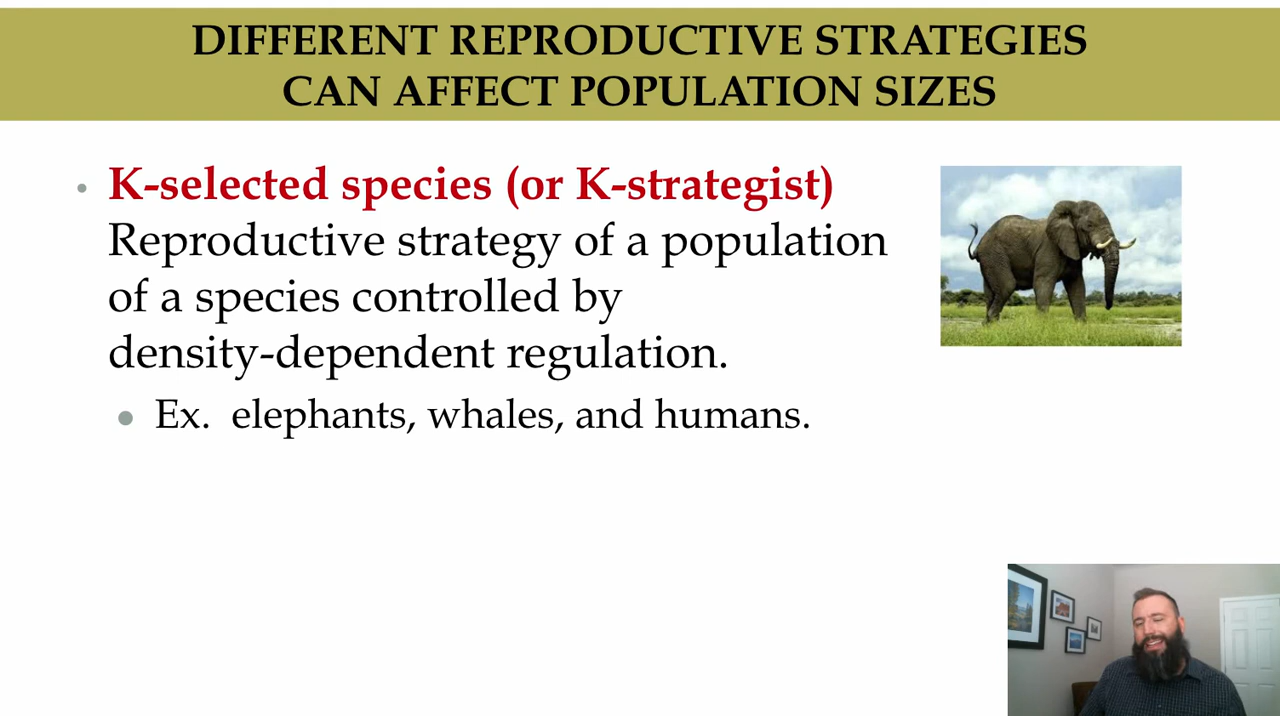 DIFFERENT REPRODUCTIVE STRATEGIES
CAN AFFECT POPULATION SIZES
• K-selected species (or K-strategist)
Reproductive strategy of a population
of a species controlled by
density-dependent regulation.
● Ex. elephants, whales, and humans.